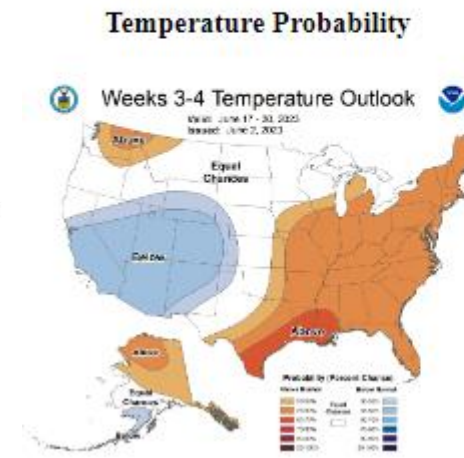 Temperature Probability
Weeks 3-4 Temperature Outlook
Valid: June 17 - 30, 2023
Issued: June 2, 2023
Above
Equal
Chances
Below
Above
Above
Equal
Chances
Below
Probability (Percent Chance)
Above Normal
Equal
Chances
Below Normal